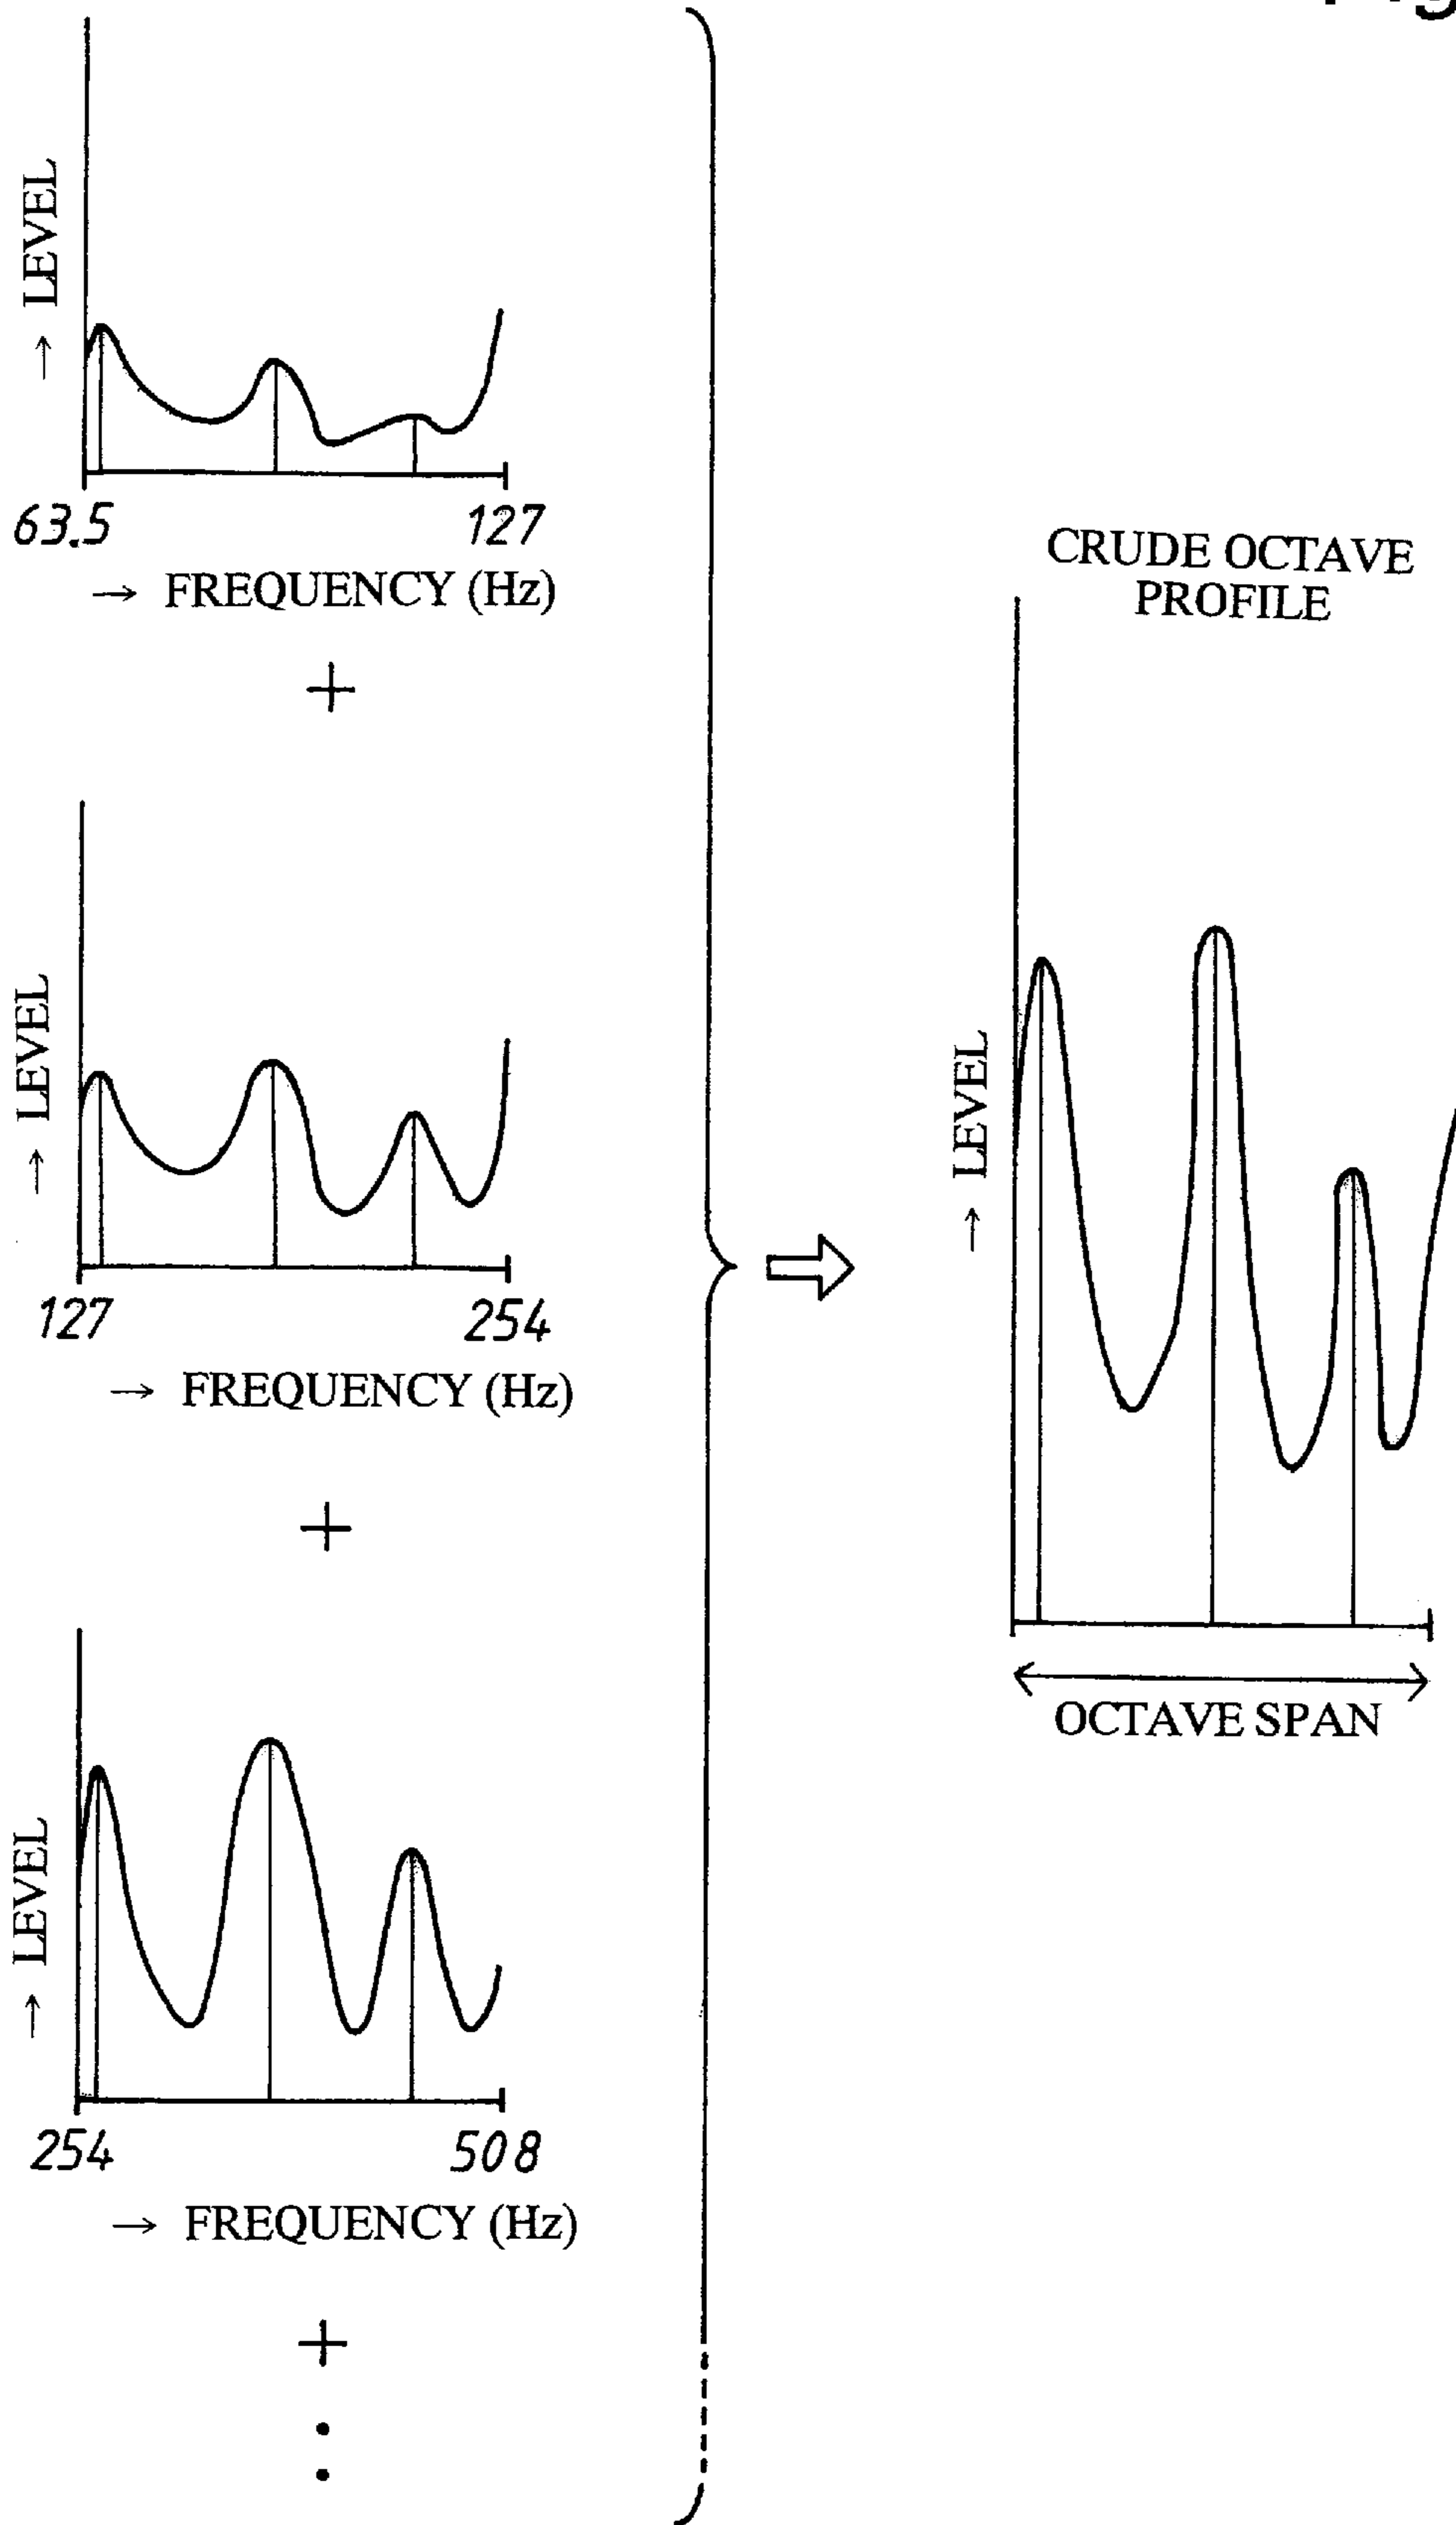 → LEVEL
63.5 127
→ FREQUENCY (Hz)
+
→ LEVEL
127 254
→ FREQUENCY (Hz)
+
→ LEVEL
254 508
→ FREQUENCY (Hz)
+
CRUDE OCTAVE
PROFILE
→ LEVEL
OCTAVE SPAN